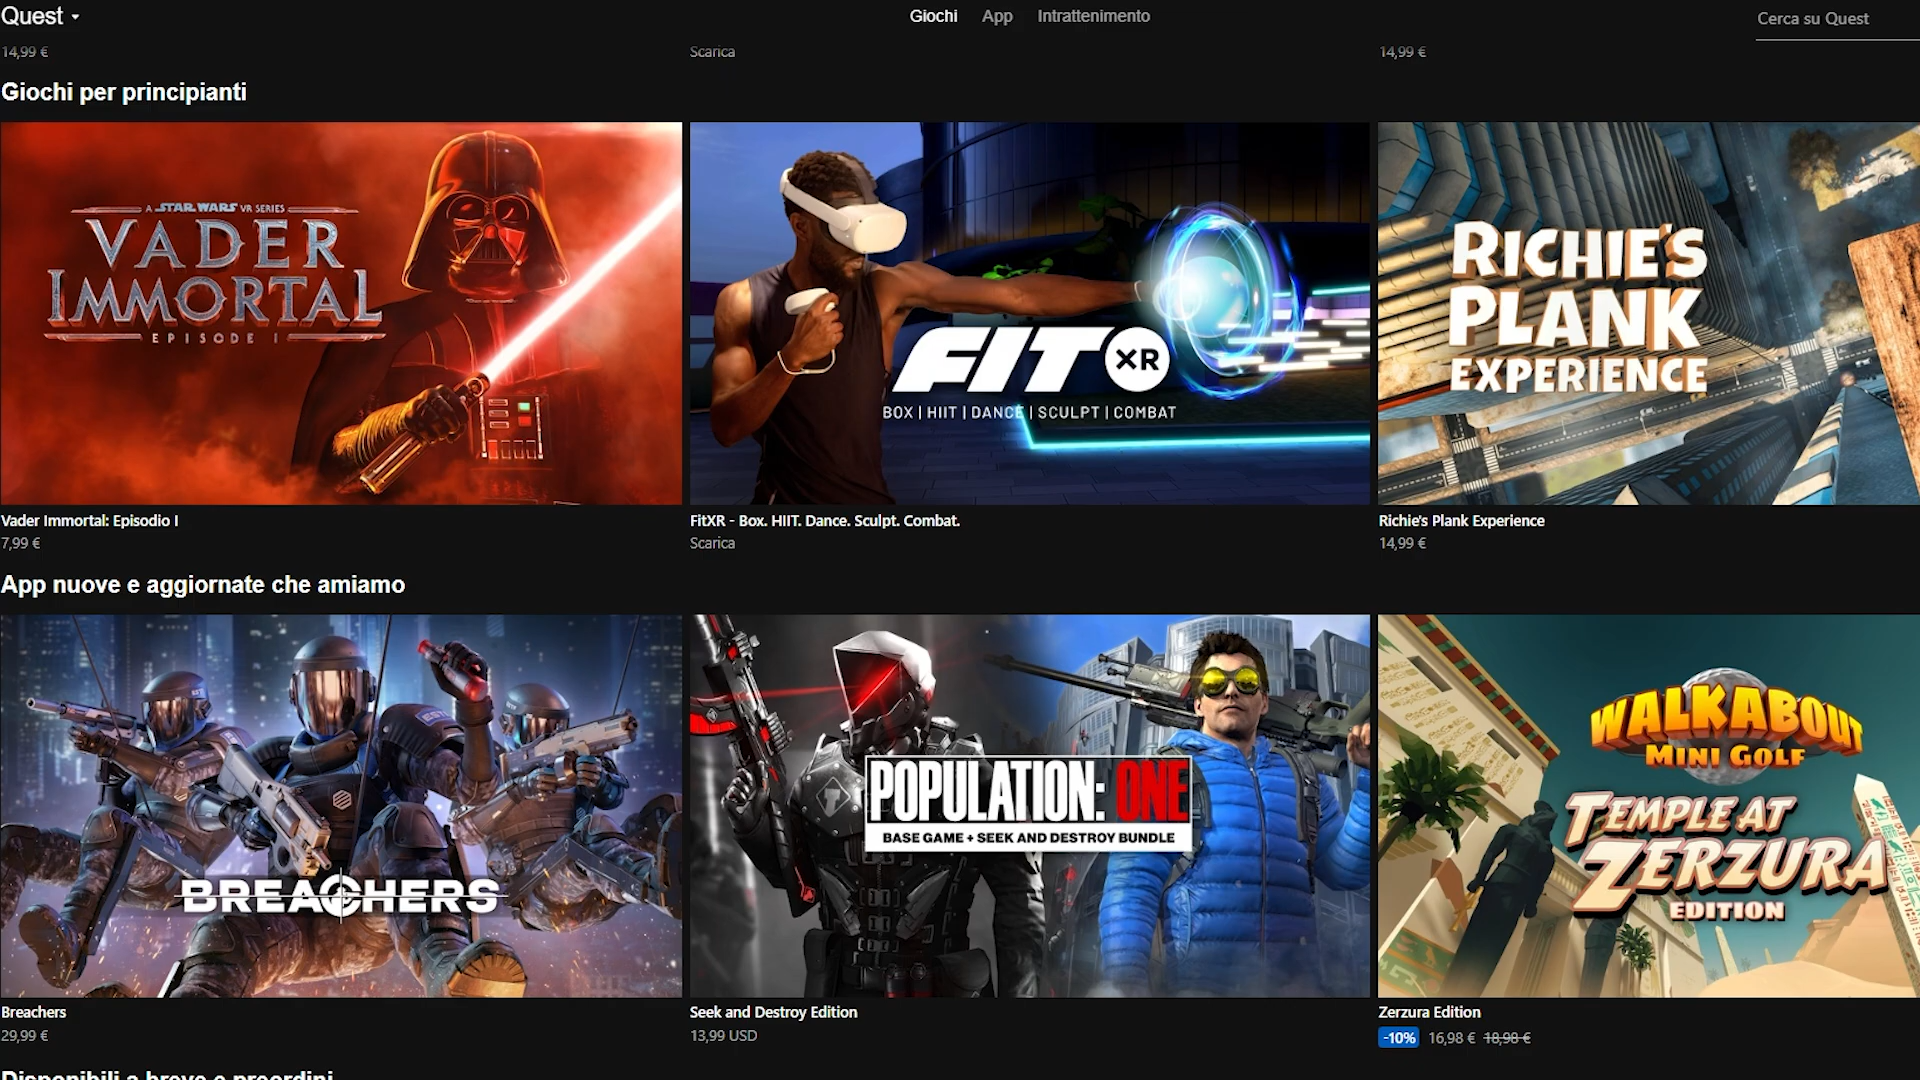 Quest
Giochi App Intrattenimento
Cerca su Quest
14,99 €
Scarica
14,99 €
Giochi per principianti
A STAR WARS VR SERIES
VADER
IMMORTAL
EPISODE I
FIT XR
BOX | HIIT | DANCE | SCULPT | COMBAT
RICHIE'S
PLANK
EXPERIENCE
Vader Immortal: Episodio I
7,99 €
FitXR - Box. HIIT. Dance. Sculpt. Combat.
Scarica
Richie's Plank Experience
14,99 €
App nuove e aggiornate che amiamo
BREACHERS
POPULATION: ONE
BASE GAME + SEEK AND DESTROY BUNDLE
WALKABOUT
MINI GOLF
TEMPLE AT
ZERZURA
EDITION
Breachers
29,99 €
Seek and Destroy Edition
13,99 USD
Zerzura Edition
-10% 16,98 € 18,98 €
Disponibili a breve e preordini